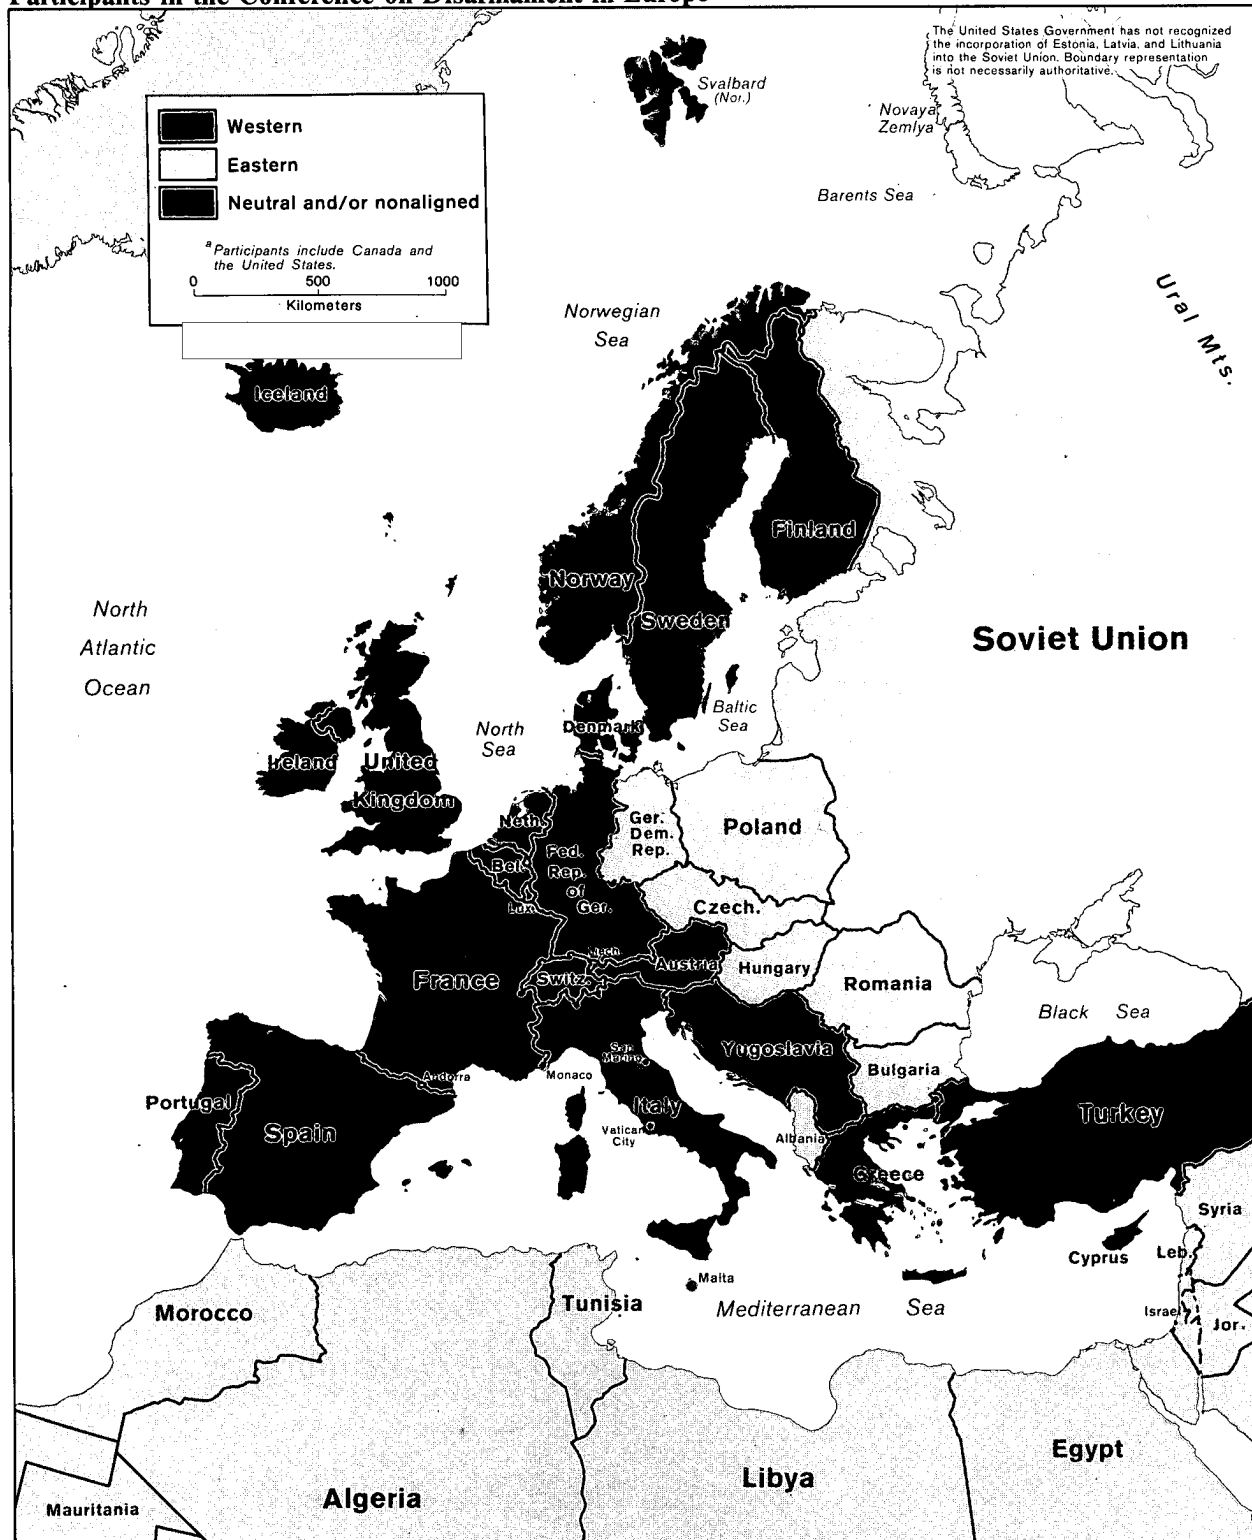 Participants in the Conference on Disarmament in Europe
The United States Government has not recognized
the incorporation of Estonia, Latvia, and Lithuania
into the Soviet Union. Boundary representation
is not necessarily authoritative.
Svalbard
(Nor.)
Novaya
Zemlya
Western
Eastern
Neutral and/or nonaligned
a Participants include Canada and
the United States.
0 500 1000
Kilometers
Barents Sea
Ural Mts.
Norwegian
Sea
Iceland
Finland
Norway
Sweden
North
Atlantic
Ocean
Soviet Union
North
Sea
Denmark
Baltic
Sea
Ireland
United
Kingdom
Neth.
Ger.
Dem.
Rep.
Poland
Bel.
Fed.
Rep.
of
Ger.
Lux.
Czech.
Liech.
Austria
Hungary
Switz.
France
Romania
Black Sea
San
Marino
Yugoslavia
Bulgaria
Andorra
Monaco
Portugal
Spain
Italy
Vatican
City
Albania
Turkey
Greece
Syria
Cyprus
Leb.
Malta
Mediterranean Sea
Israel
Jor.
Morocco
Tunisia
Algeria
Libya
Egypt
Mauritania